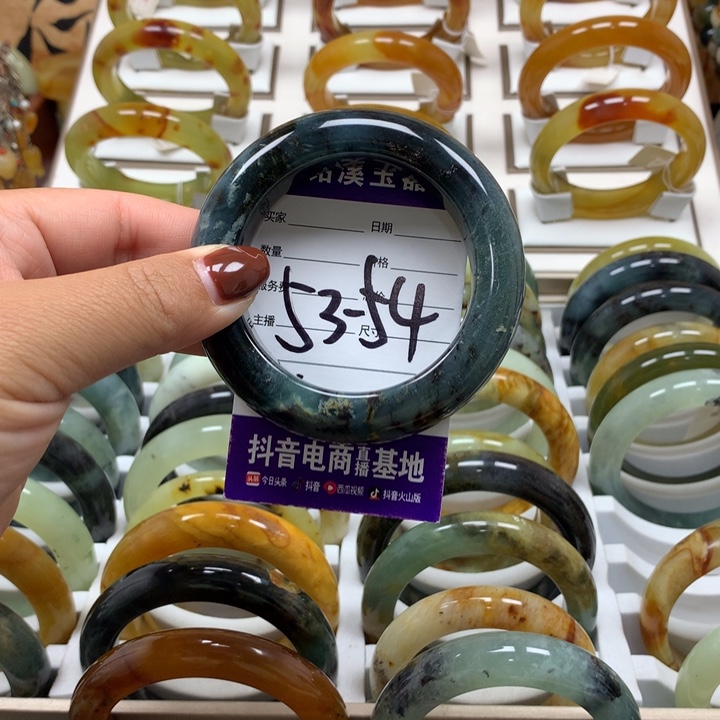 溪玉器
买家 日期
数量 格
服务费
53-54
主播 尺寸
抖音电商直播基地
今日头条 抖音 西瓜视频 抖音火山版